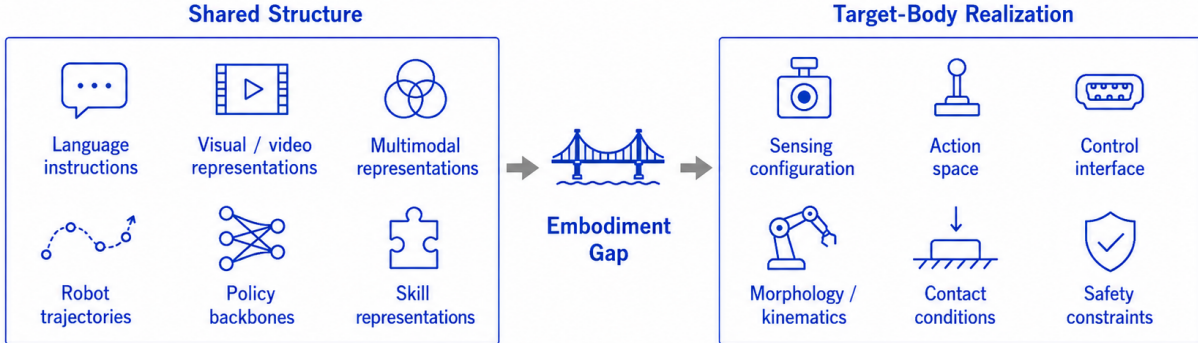 Shared Structure
Target-Body Realization
Language
instructions
Visual / video
representations
Multimodal
representations
Robot
trajectories
Policy
backbones
Skill
representations
Embodiment
Gap
Sensing
configuration
Action
space
Control
interface
Morphology /
kinematics
Contact
conditions
Safety
constraints